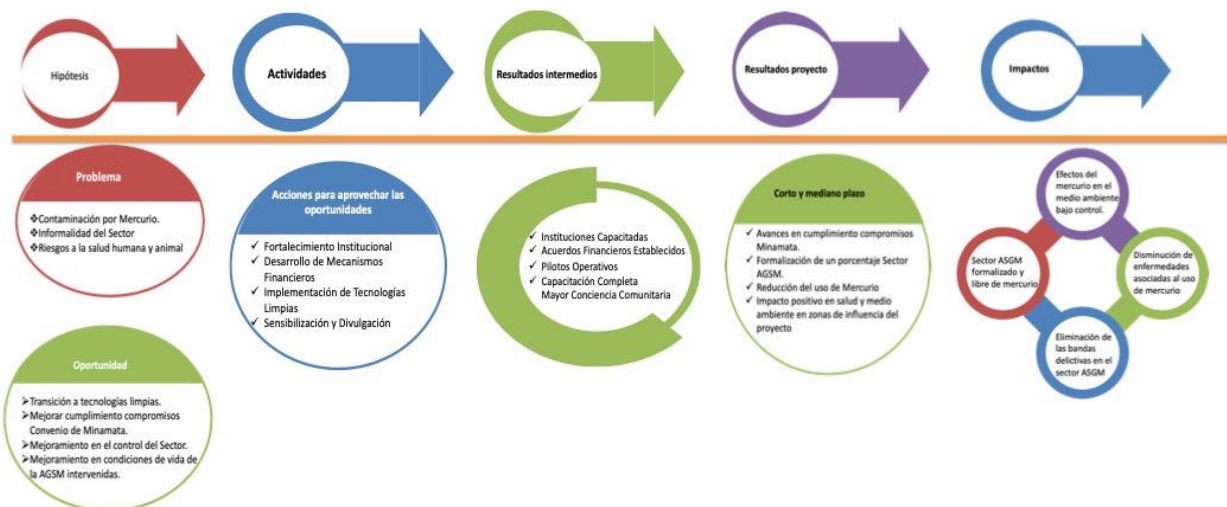 Hipótesis
Actividades
Resultados intermedios
Resultados proyecto
Impactos
Problema
❖Contaminación por Mercurio.
❖Informalidad del Sector
❖Riesgos a la salud humana y animal
Oportunidad
➢Transición a tecnologías limpias.
➢Mejorar cumplimiento compromisos
Convenio de Minamata.
➢Mejoramiento en el control del Sector.
➢Mejoramiento en condiciones de vida de
la AGSM intervenidas.
Acciones para aprovechar las
oportunidades
✓ Fortalecimiento Institucional
✓ Desarrollo de Mecanismos
Financieros
✓ Implementación de Tecnologías
Limpias
✓ Sensibilización y Divulgación
✓ Instituciones Capacitadas
✓ Acuerdos Financieros Establecidos
✓ Pilotos Operativos
✓ Capacitación Completa
Mayor Conciencia Comunitaria
Corto y mediano plazo
✓ Avances en cumplimiento compromisos
Minamata.
✓ Formalización de un porcentaje Sector
AGSM.
✓ Reducción del uso de Mercurio
✓ Impacto positivo en salud y medio
ambiente en zonas de influencia del
proyecto
Efectos del
mercurio en el
medio ambiente
bajo control.
Sector ASGM
formalizado y
libre de mercurio
Disminución de
enfermedades
asociadas al uso
de mercurio
Eliminación de
las bandas
delictivas en el
sector ASGM